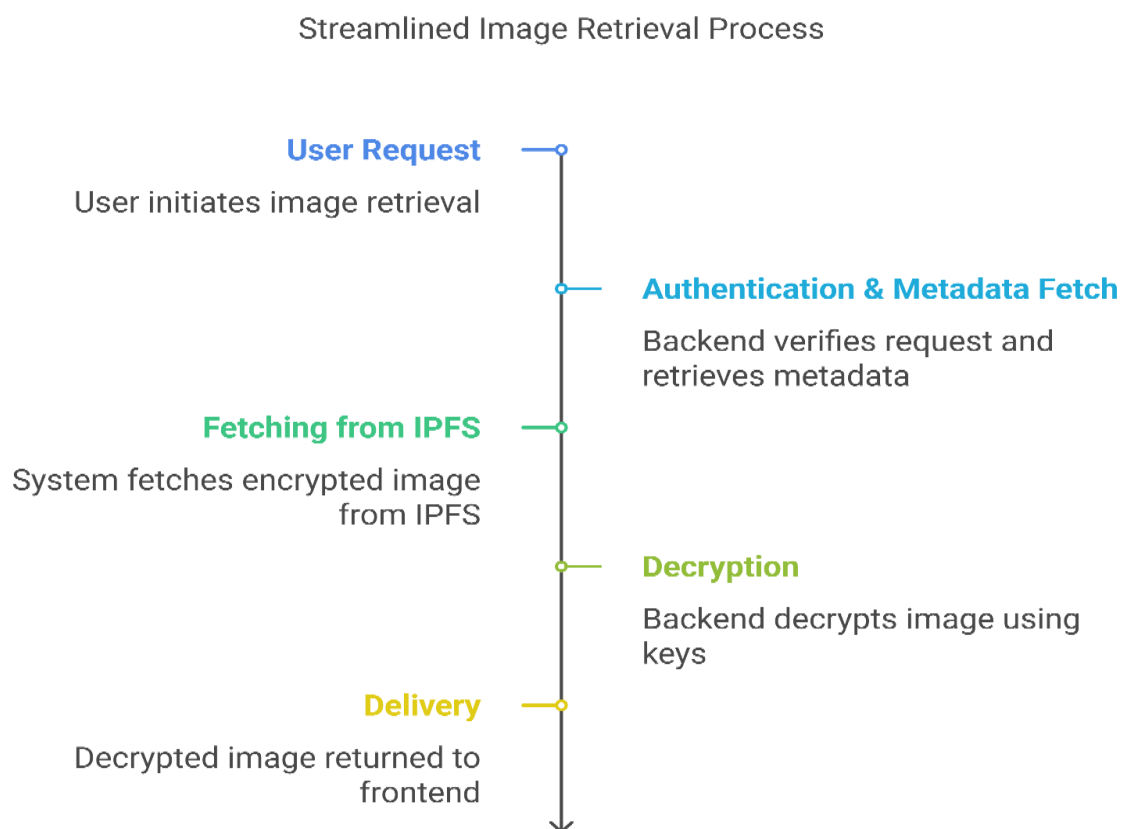 Streamlined Image Retrieval Process
User Request
User initiates image retrieval
Authentication & Metadata Fetch
Backend verifies request and
retrieves metadata
Fetching from IPFS
System fetches encrypted image
from IPFS
Decryption
Backend decrypts image using
keys
Delivery
Decrypted image returned to
frontend